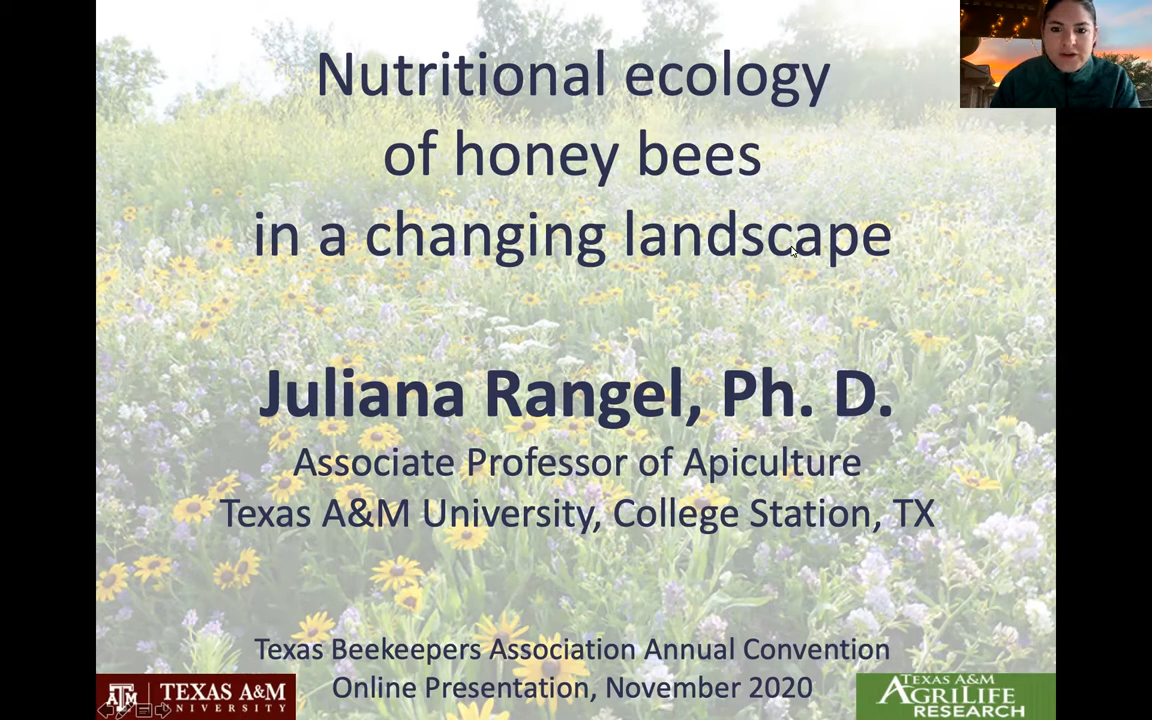 Nutritional ecology
of honey bees
in a changing landscape
Juliana Rangel, Ph. D.
Associate Professor of Apiculture
Texas A&M University, College Station, TX
Texas Beekeepers Association Annual Convention
Online Presentation, November 2020
ATM
TEXAS A&M
UNIVERSITY
TEXAS A&M
AGRILIFE
RESEARCH